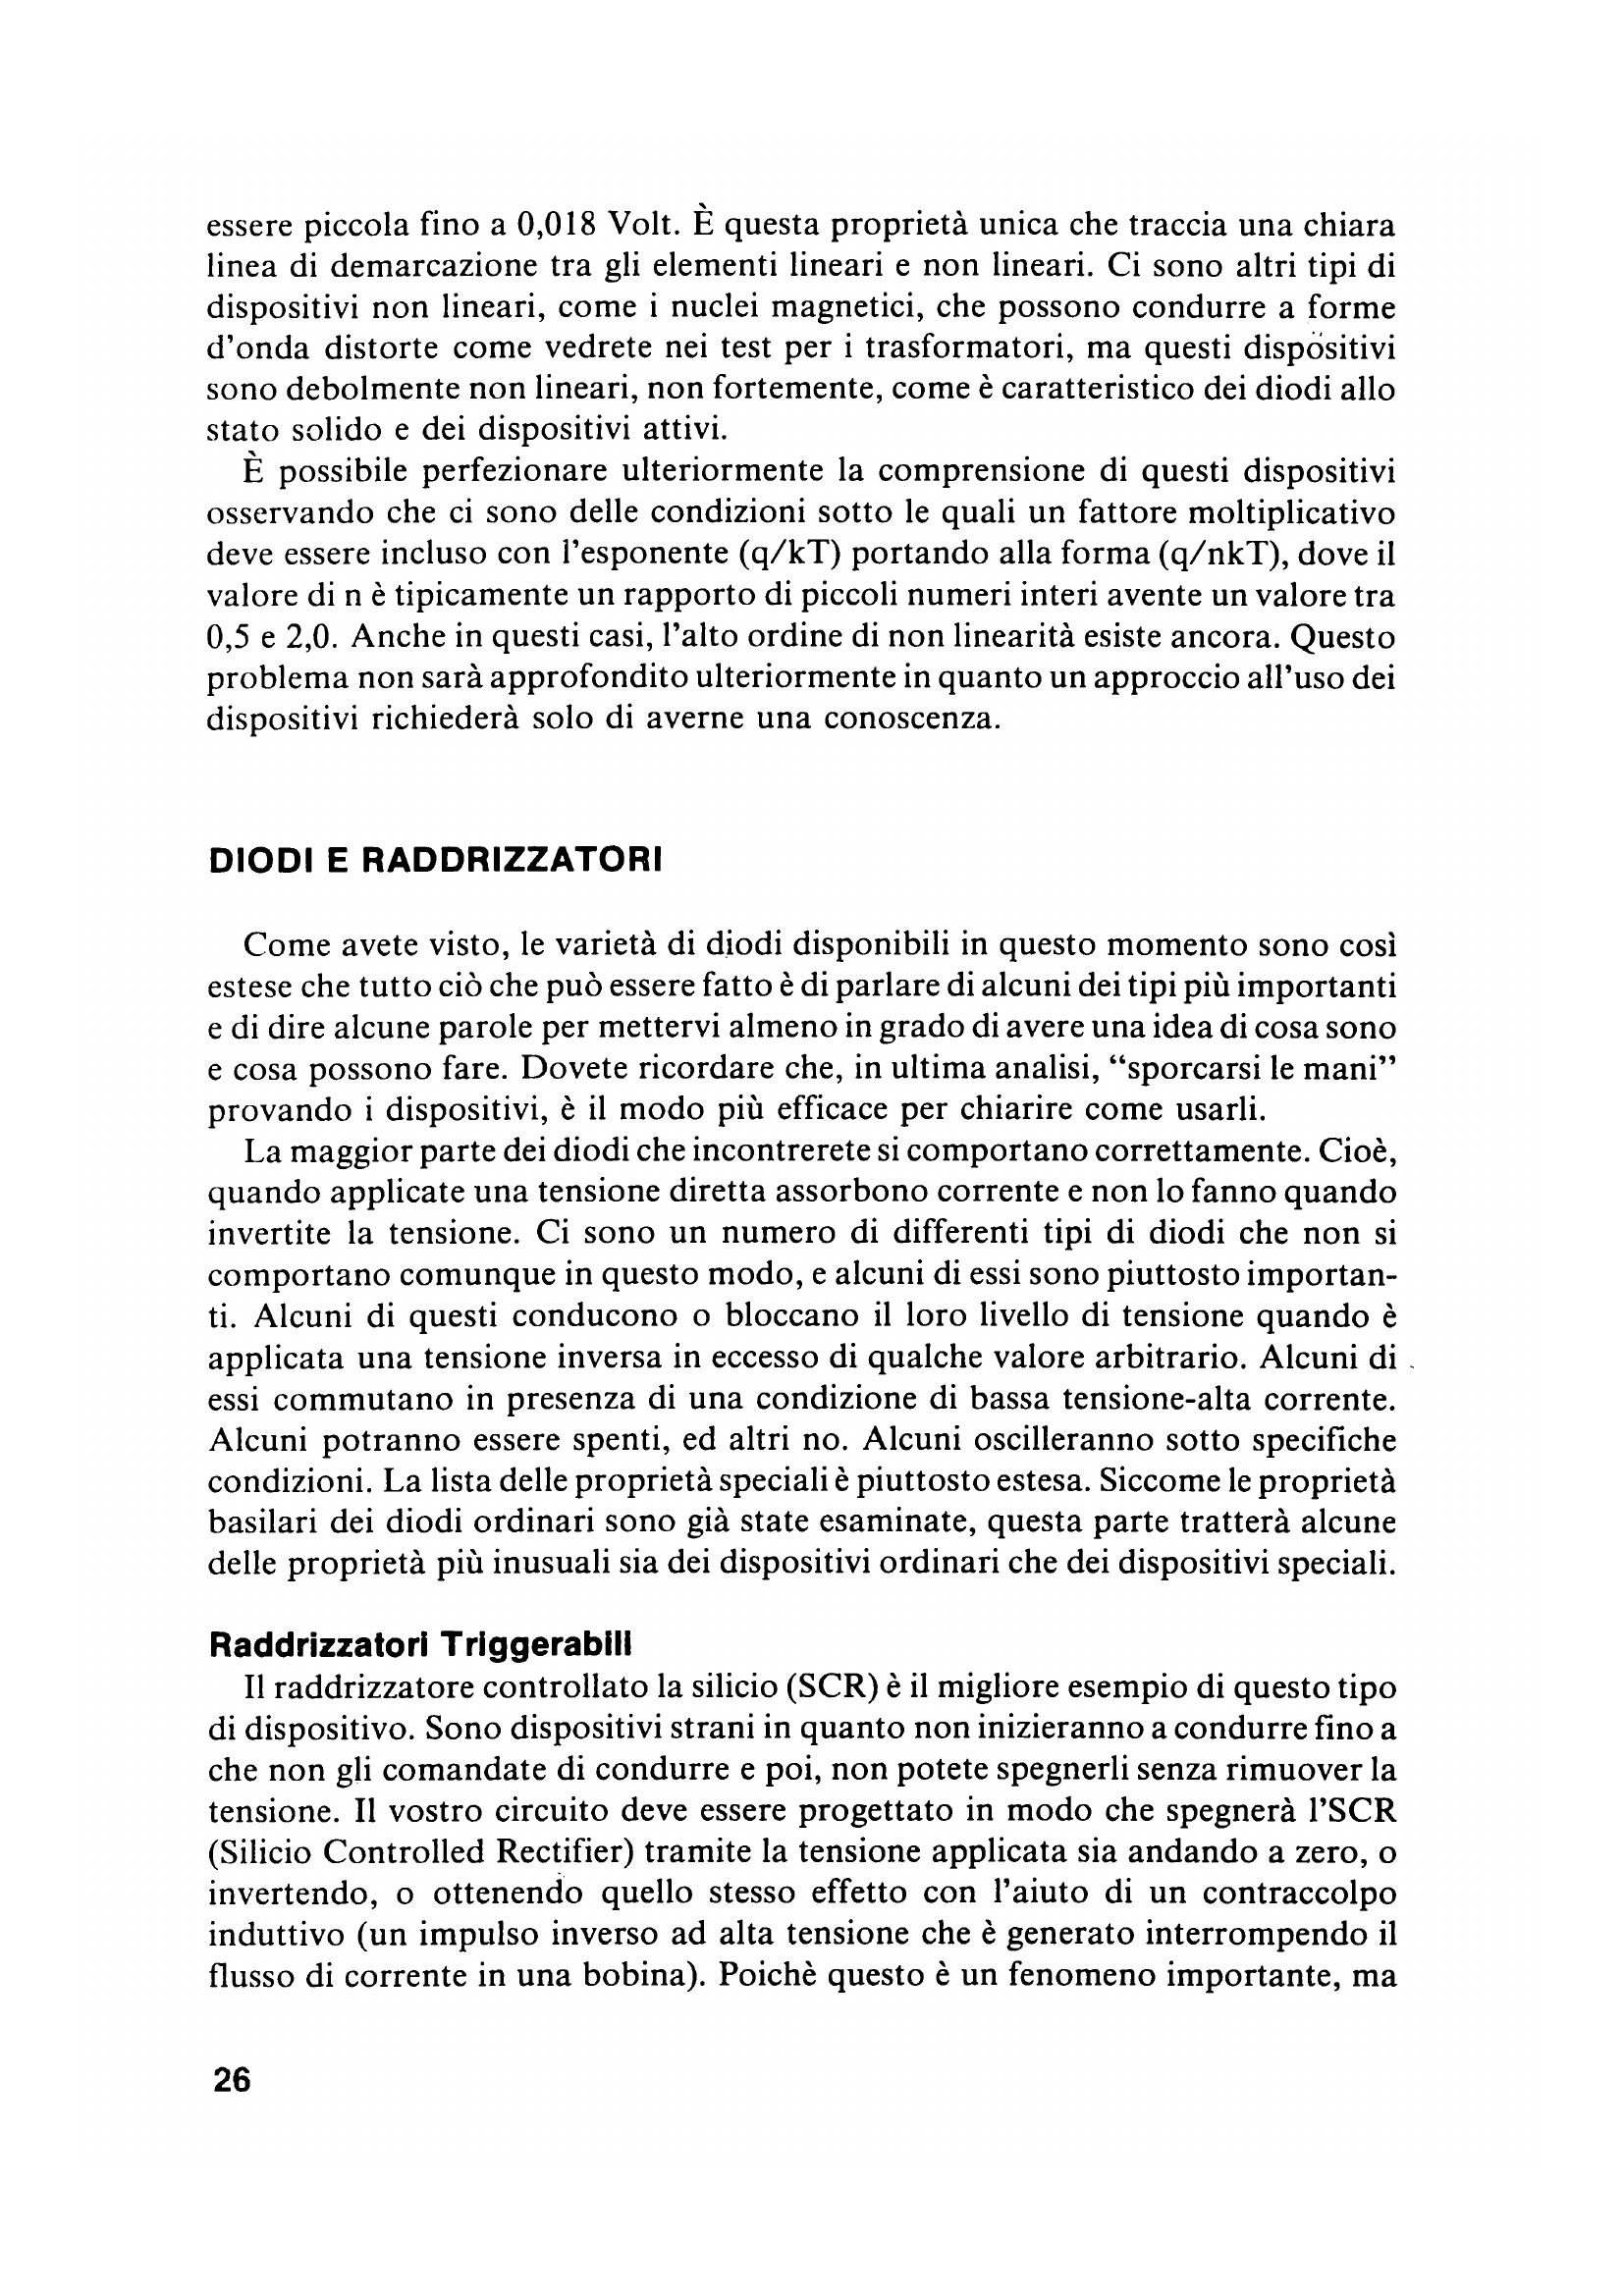 essere piccola fino a 0,018 Volt. È questa proprietà unica che traccia una chiara
linea di demarcazione tra gli elementi lineari e non lineari. Ci sono altri tipi di
dispositivi non lineari, come i nuclei magnetici, che possono condurre a forme
d'onda distorte come vedrete nei test per i trasformatori, ma questi dispositivi
sono debolmente non lineari, non fortemente, come è caratteristico dei diodi allo
stato solido e dei dispositivi attivi.
È possibile perfezionare ulteriormente la comprensione di questi dispositivi
osservando che ci sono delle condizioni sotto le quali un fattore moltiplicativo
deve essere incluso con l'esponente (q/kT) portando alla forma (q/nkT), dove il
valore di n è tipicamente un rapporto di piccoli numeri interi avente un valore tra
0,5 e 2,0. Anche in questi casi, l'alto ordine di non linearità esiste ancora. Questo
problema non sarà approfondito ulteriormente in quanto un approccio all'uso dei
dispositivi richiederà solo di averne una conoscenza.
DIODI E RADDRIZZATORI
Come avete visto, le varietà di diodi disponibili in questo momento sono così
estese che tutto ciò che può essere fatto è di parlare di alcuni dei tipi più importanti
e di dire alcune parole per mettervi almeno in grado di avere una idea di cosa sono
e cosa possono fare. Dovete ricordare che, in ultima analisi, “sporcarsi le mani”
provando i dispositivi, è il modo più efficace per chiarire come usarli.
La maggior parte dei diodi che incontrerete si comportano correttamente. Cioè,
quando applicate una tensione diretta assorbono corrente e non lo fanno quando
invertite la tensione. Ci sono un numero di differenti tipi di diodi che non si
comportano comunque in questo modo, e alcuni di essi sono piuttosto importan-
ti. Alcuni di questi conducono o bloccano il loro livello di tensione quando è
applicata una tensione inversa in eccesso di qualche valore arbitrario. Alcuni di
essi commutano in presenza di una condizione di bassa tensione-alta corrente.
Alcuni potranno essere spenti, ed altri no. Alcuni oscilleranno sotto specifiche
condizioni. La lista delle proprietà speciali è piuttosto estesa. Siccome le proprietà
basilari dei diodi ordinari sono già state esaminate, questa parte tratterà alcune
delle proprietà più inusuali sia dei dispositivi ordinari che dei dispositivi speciali.
Raddrizzatori Triggerabili
Il raddrizzatore controllato la silicio (SCR) è il migliore esempio di questo tipo
di dispositivo. Sono dispositivi strani in quanto non inizieranno a condurre fino a
che non gli comandate di condurre e poi, non potete spegnerli senza rimuover la
tensione. Il vostro circuito deve essere progettato in modo che spegnerà l'SCR
(Silicio Controlled Rectifier) tramite la tensione applicata sia andando a zero, o
invertendo, o ottenendo quello stesso effetto con l'aiuto di un contraccolpo
induttivo (un impulso inverso ad alta tensione che è generato interrompendo il
flusso di corrente in una bobina). Poichè questo è un fenomeno importante, ma
26